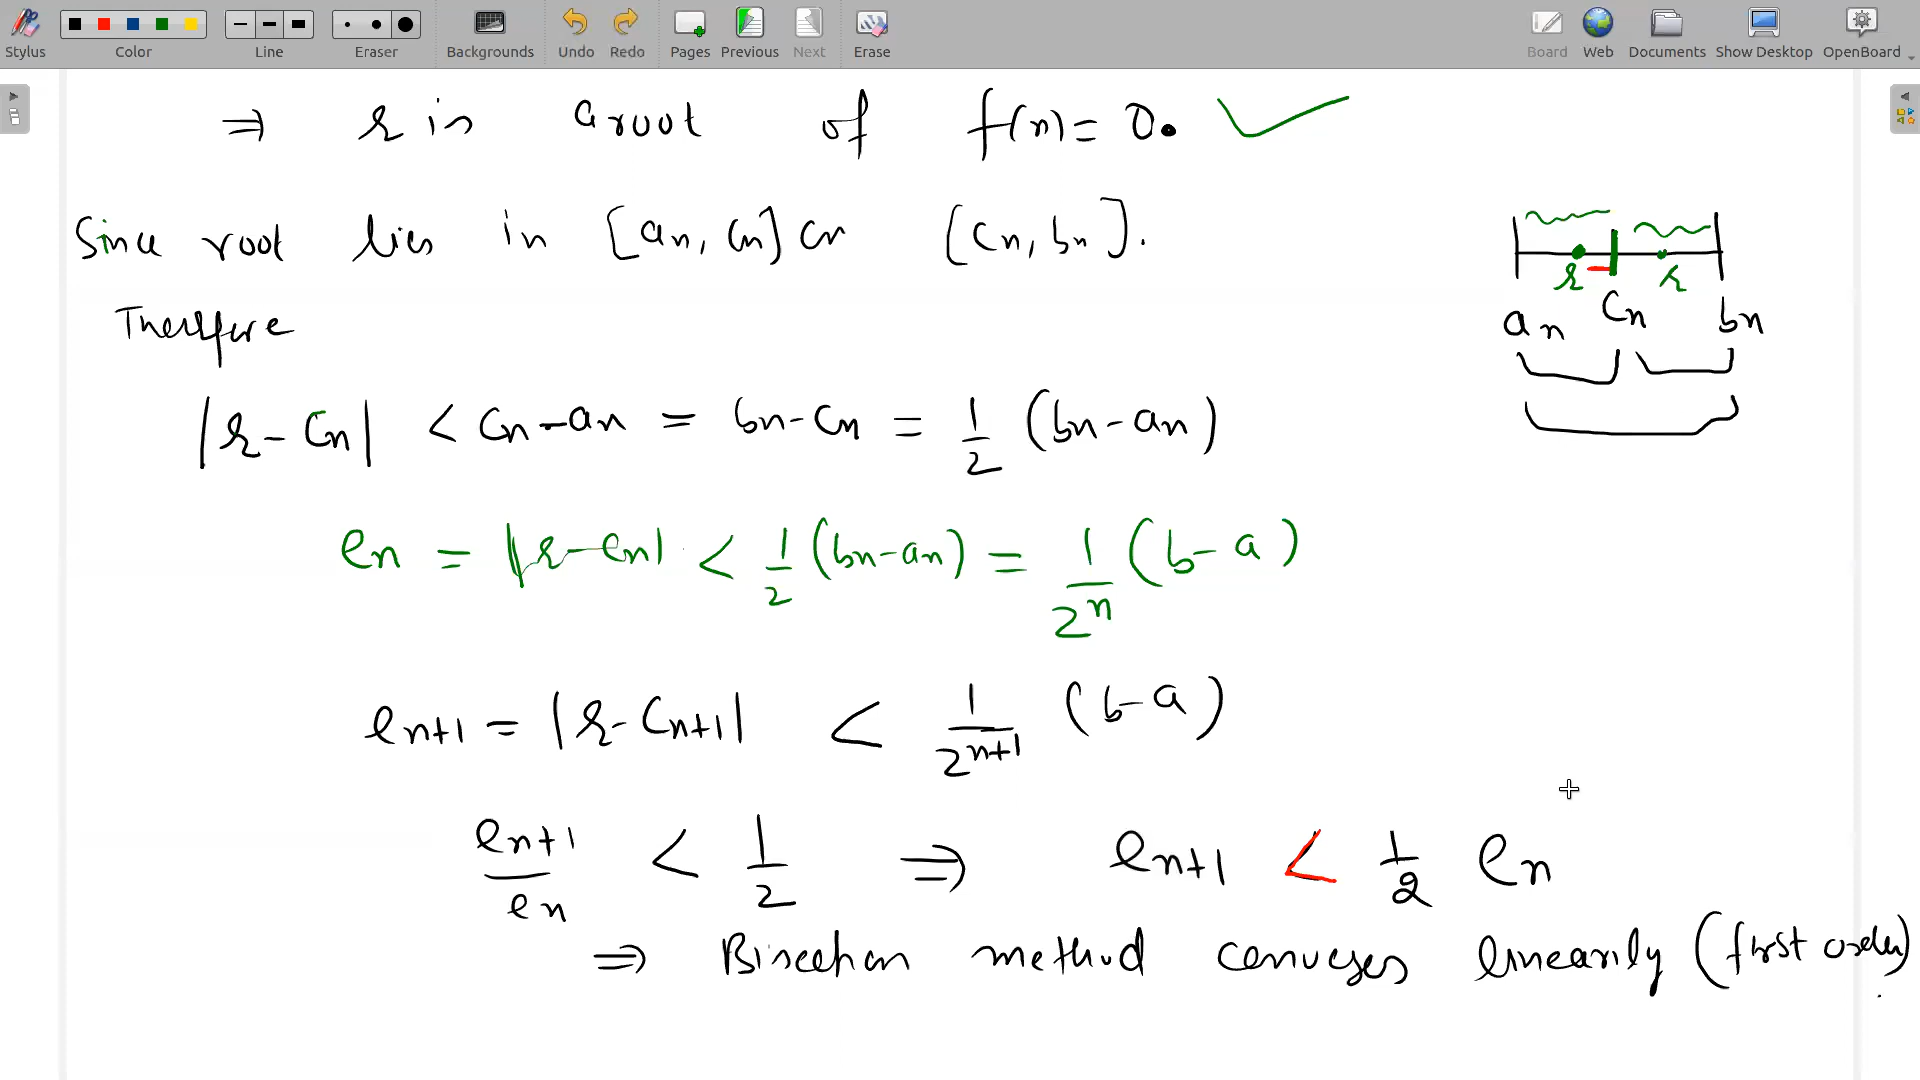 Stylus Color Line Eraser Backgrounds Undo Redo Pages Previous Next Erase Board Web Documents Show Desktop OpenBoard
⇒ r is a root of f(x) = 0.
Since root lies in [an, cn] or [cn, bn].
r r
an cn bn
Therefore
|r - cn| < cn - an = bn - cn = 1/2 (bn - an)
en = |r - cn| < 1/2 (bn - an) = 1/2^n (b - a)
en+1 = |r - cn+1| < 1/2^n+1 (b - a)
en+1/en < 1/2 ⇒ en+1 < 1/2 en
⇒ Bisection method converges linearily (first order).